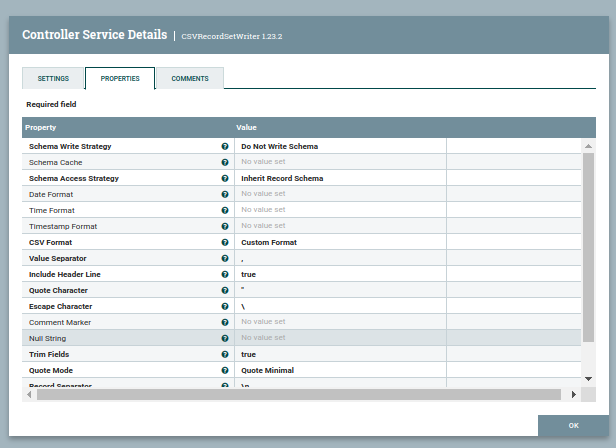 Controller Service Details | CSVRecordSetWriter 1.23.2
SETTINGS PROPERTIES COMMENTS
Required field
Property Value
Schema Write Strategy ? Do Not Write Schema
Schema Cache ? No value set
Schema Access Strategy ? Inherit Record Schema
Date Format ? No value set
Time Format ? No value set
Timestamp Format ? No value set
CSV Format ? Custom Format
Value Separator ? ,
Include Header Line ? true
Quote Character ? "
Escape Character ? \
Comment Marker ? No value set
Null String ? No value set
Trim Fields ? true
Quote Mode ? Quote Minimal
Record Separator ? \n
OK